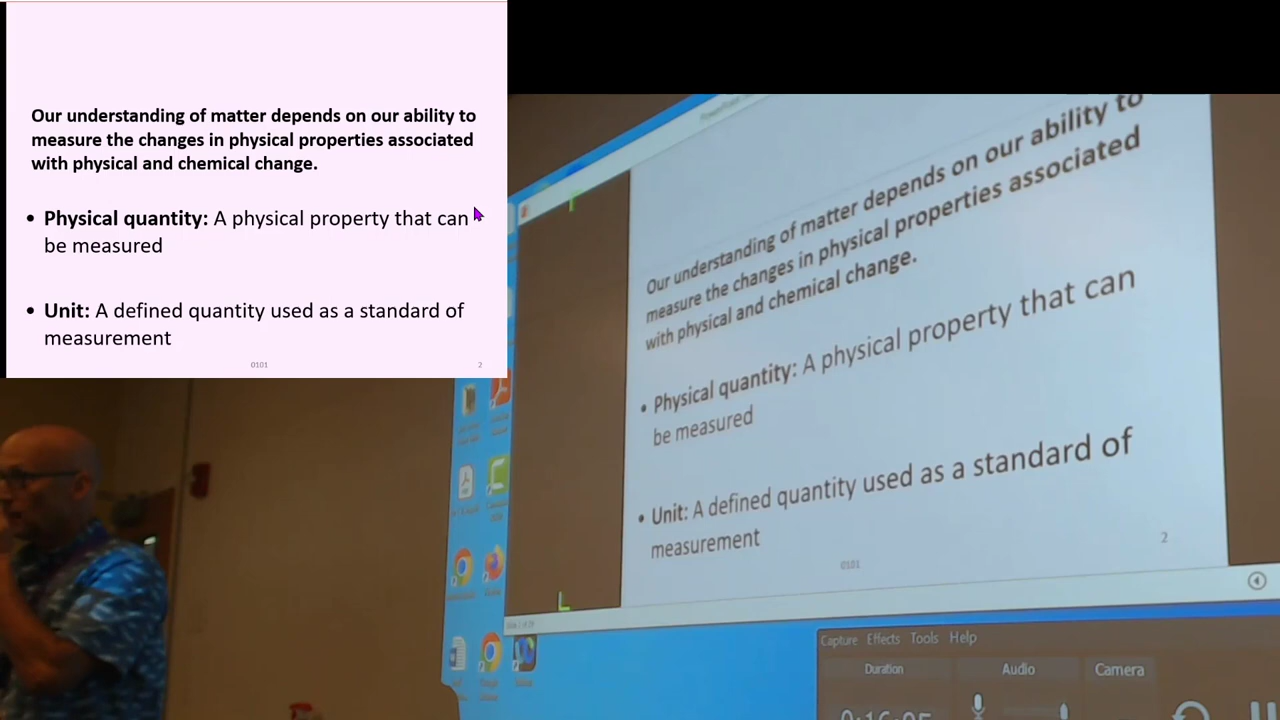 Our understanding of matter depends on our ability to
measure the changes in physical properties associated
with physical and chemical change.
• Physical quantity: A physical property that can
be measured
• Unit: A defined quantity used as a standard of
measurement
0101
2
Our understanding of matter depends on our ability to
measure the changes in physical properties associated
with physical and chemical change.
• Physical quantity: A physical property that can
be measured
• Unit: A defined quantity used as a standard of
measurement
0101
2
Capture Effects Tools Help
Duration Audio Camera